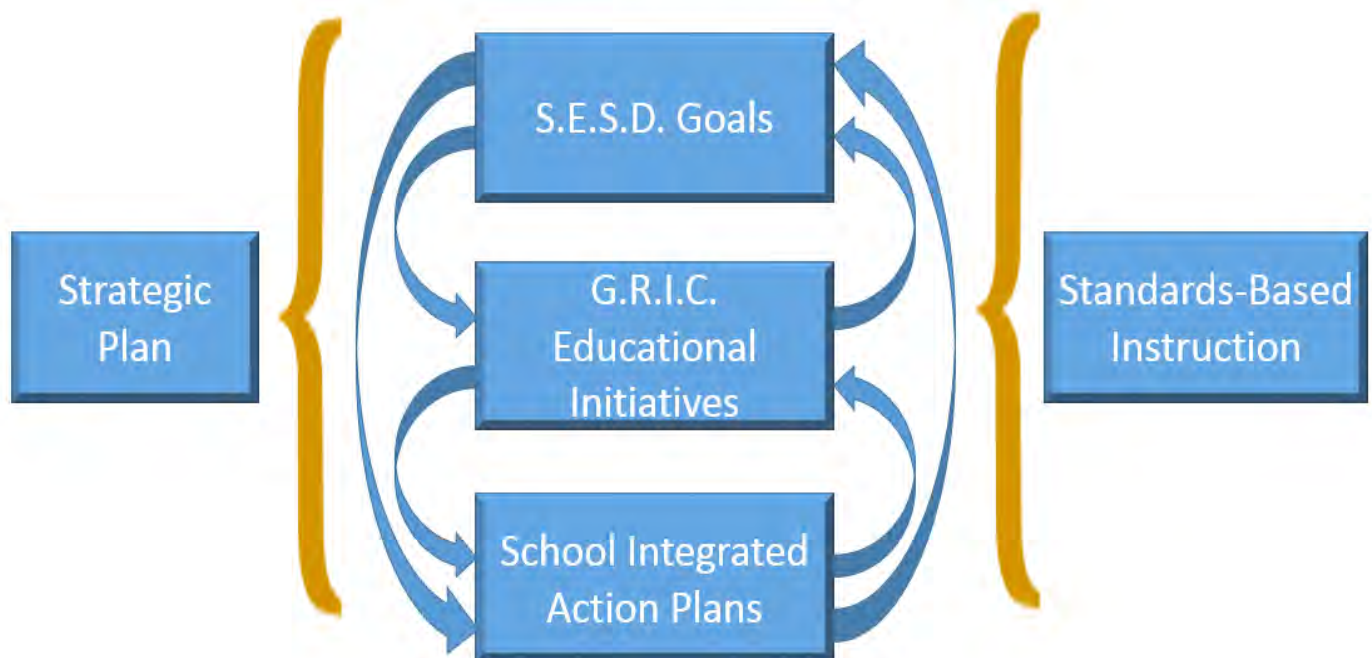 S.E.S.D. Goals
Strategic
Plan
G.R.I.C.
Educational
Initiatives
Standards-Based
Instruction
School Integrated
Action Plans